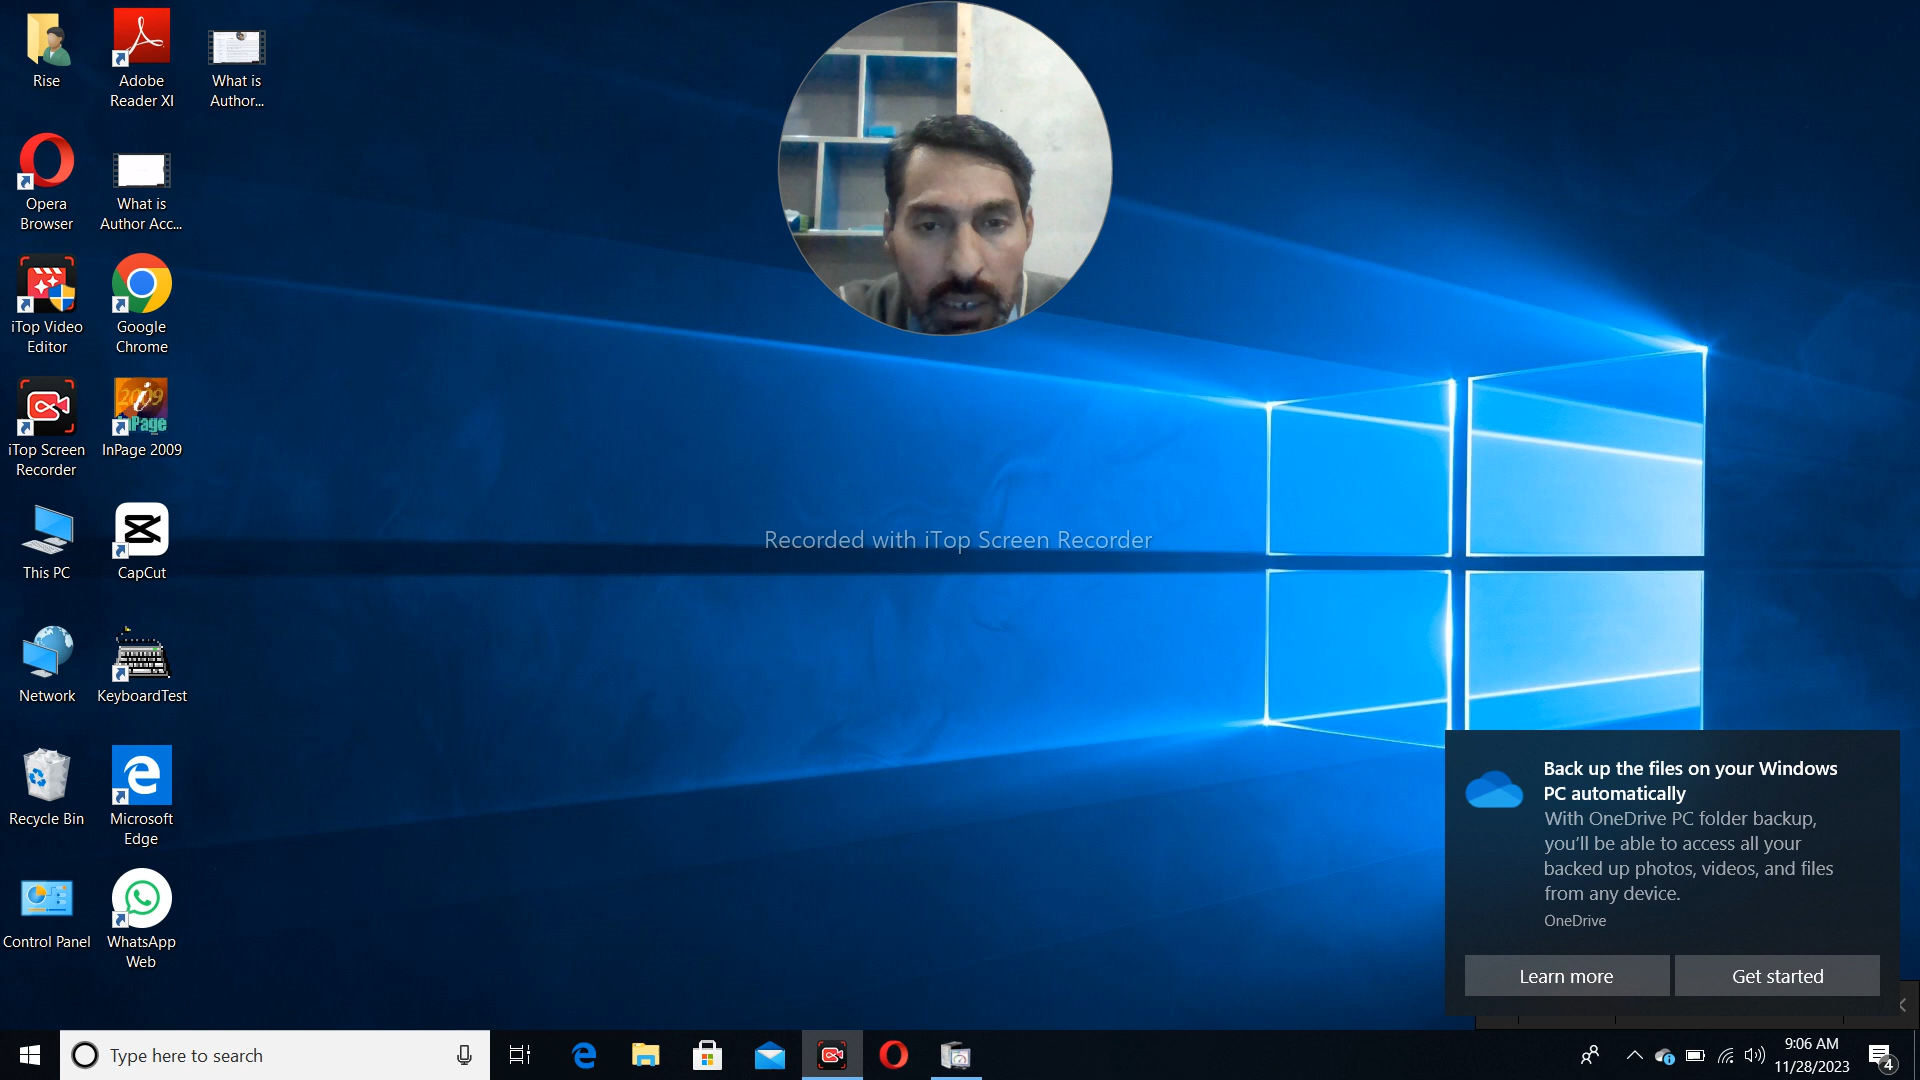 Rise
Adobe
Reader XI
What is
Author...
Opera
Browser
What is
Author Acc...
iTop Video
Editor
Google
Chrome
iTop Screen
Recorder
2009
InPage
InPage 2009
This PC
CapCut
Network
KeyboardTest
Recycle Bin
Microsoft
Edge
Control Panel
WhatsApp
Web
Recorded with iTop Screen Recorder
Back up the files on your Windows
PC automatically
With OneDrive PC folder backup,
you'll be able to access all your
backed up photos, videos, and files
from any device.
OneDrive
Learn more
Get started
Type here to search
9:06 AM
11/28/2023
4